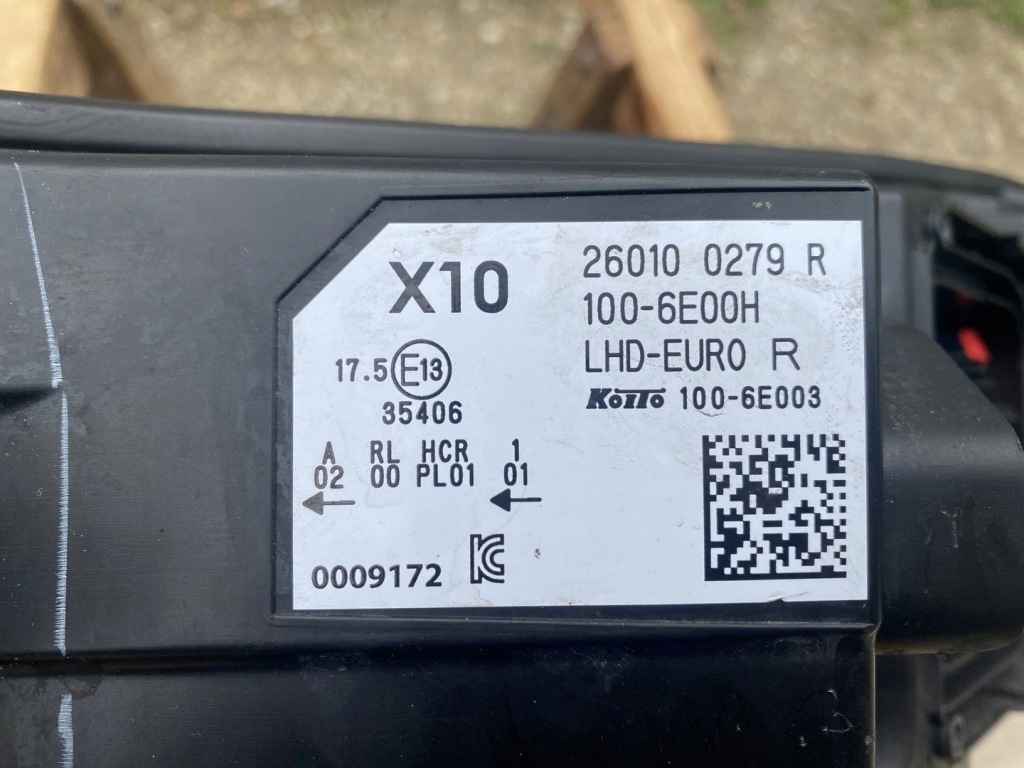 X10
26010 0279 R
100-6E00H
LHD-EURO R
KOITO 100-6E003
17.5 E13
35406
A RL HCR 1
02 00 PL01 01
0009172